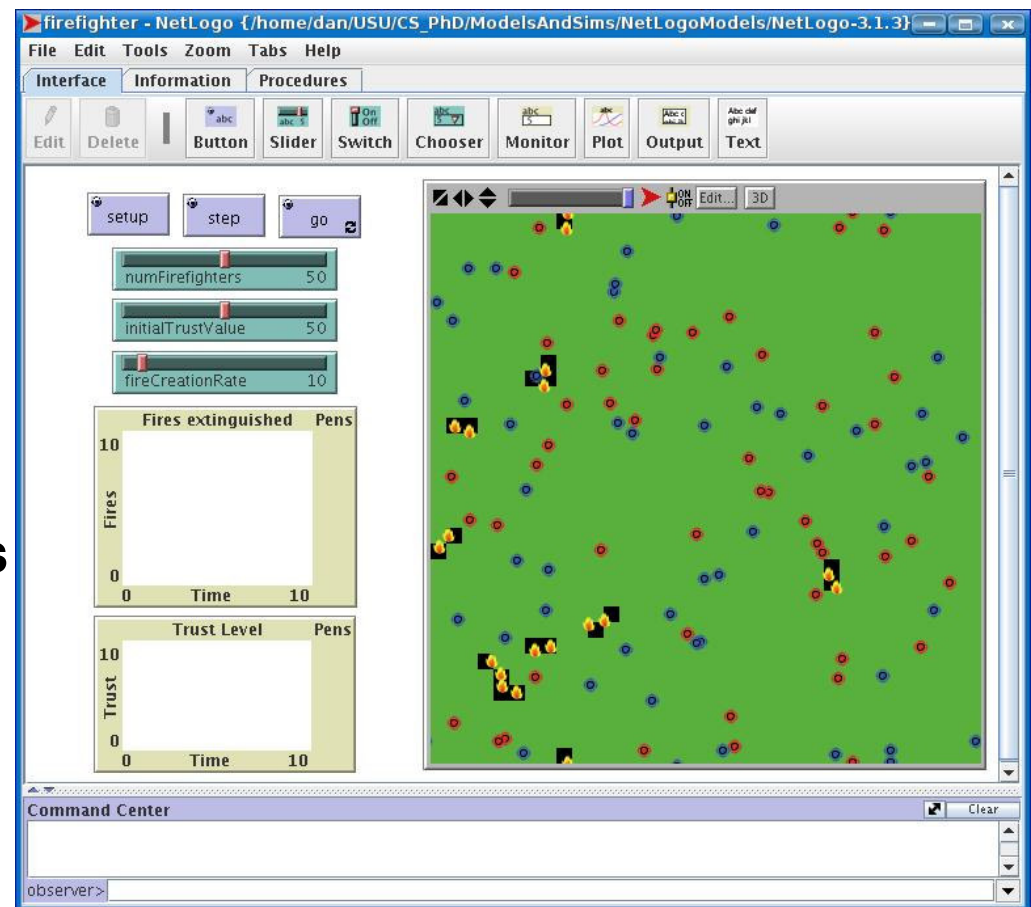 firefighter - NetLogo {/home/dan/USU/CS_PhD/ModelsAndSims/NetLogoModels/NetLogo-3.1.3}
File Edit Tools Zoom Tabs Help
Interface Information Procedures
Edit Delete Button Slider Switch Chooser Monitor Plot Output Text
setup step go
ON
OFF
Edit... 3D
numFirefighters 50
initialTrustValue 50
fireCreationRate 10
Fires extinguished Pens
10
Fires
0
0 Time 10
s
Trust Level Pens
10
Trust
0
0 Time 10
Command Center Clear
observer>